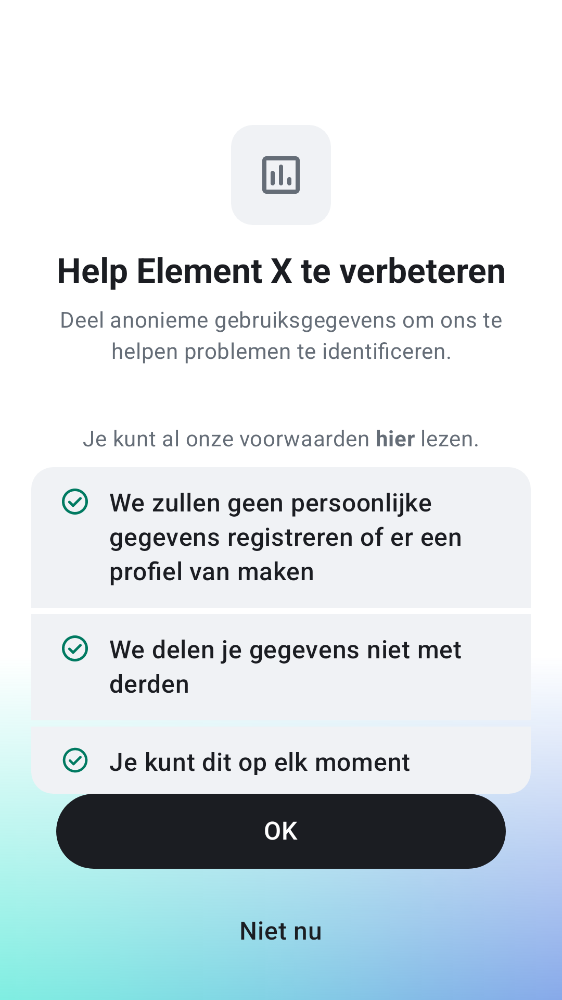 Help Element X te verbeteren
Deel anonieme gebruiksgegevens om ons te
helpen problemen te identificeren.
Je kunt al onze voorwaarden hier lezen.
We zullen geen persoonlijke
gegevens registreren of er een
profiel van maken
We delen je gegevens niet met
derden
Je kunt dit op elk moment
OK
Niet nu